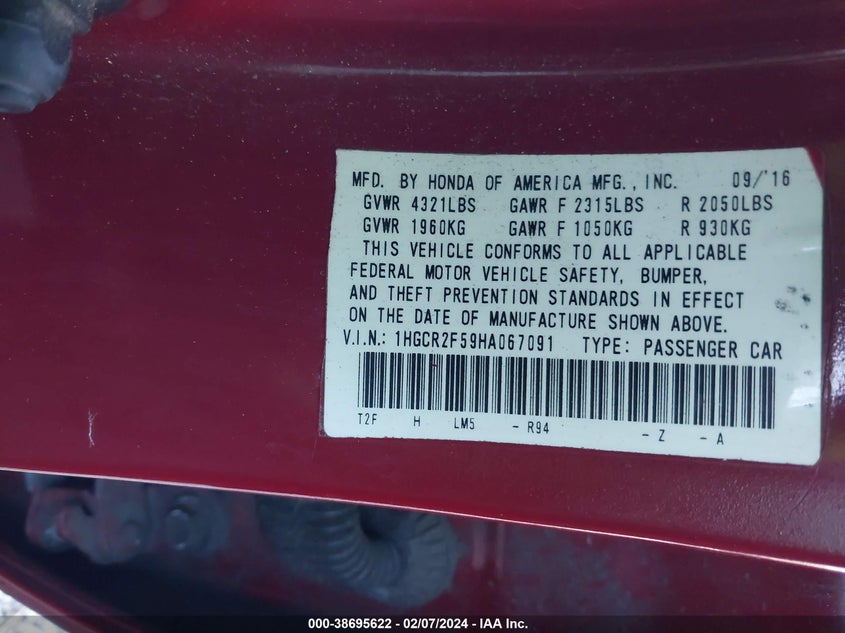 MFD. BY HONDA OF AMERICA MFG., INC. 09/'16
GVWR 4321LBS GAWR F 2315LBS R 2050LBS
GVWR 1960KG GAWR F 1050KG R 930KG
THIS VEHICLE CONFORMS TO ALL APPLICABLE
FEDERAL MOTOR VEHICLE SAFETY, BUMPER,
AND THEFT PREVENTION STANDARDS IN EFFECT
ON THE DATE OF MANUFACTURE SHOWN ABOVE.
V.I.N.: 1HGCR2F59HA067091 TYPE: PASSENGER CAR
T2F H LM5 - R94 - Z - A
000-38695622 - 02/07/2024 - IAA Inc.